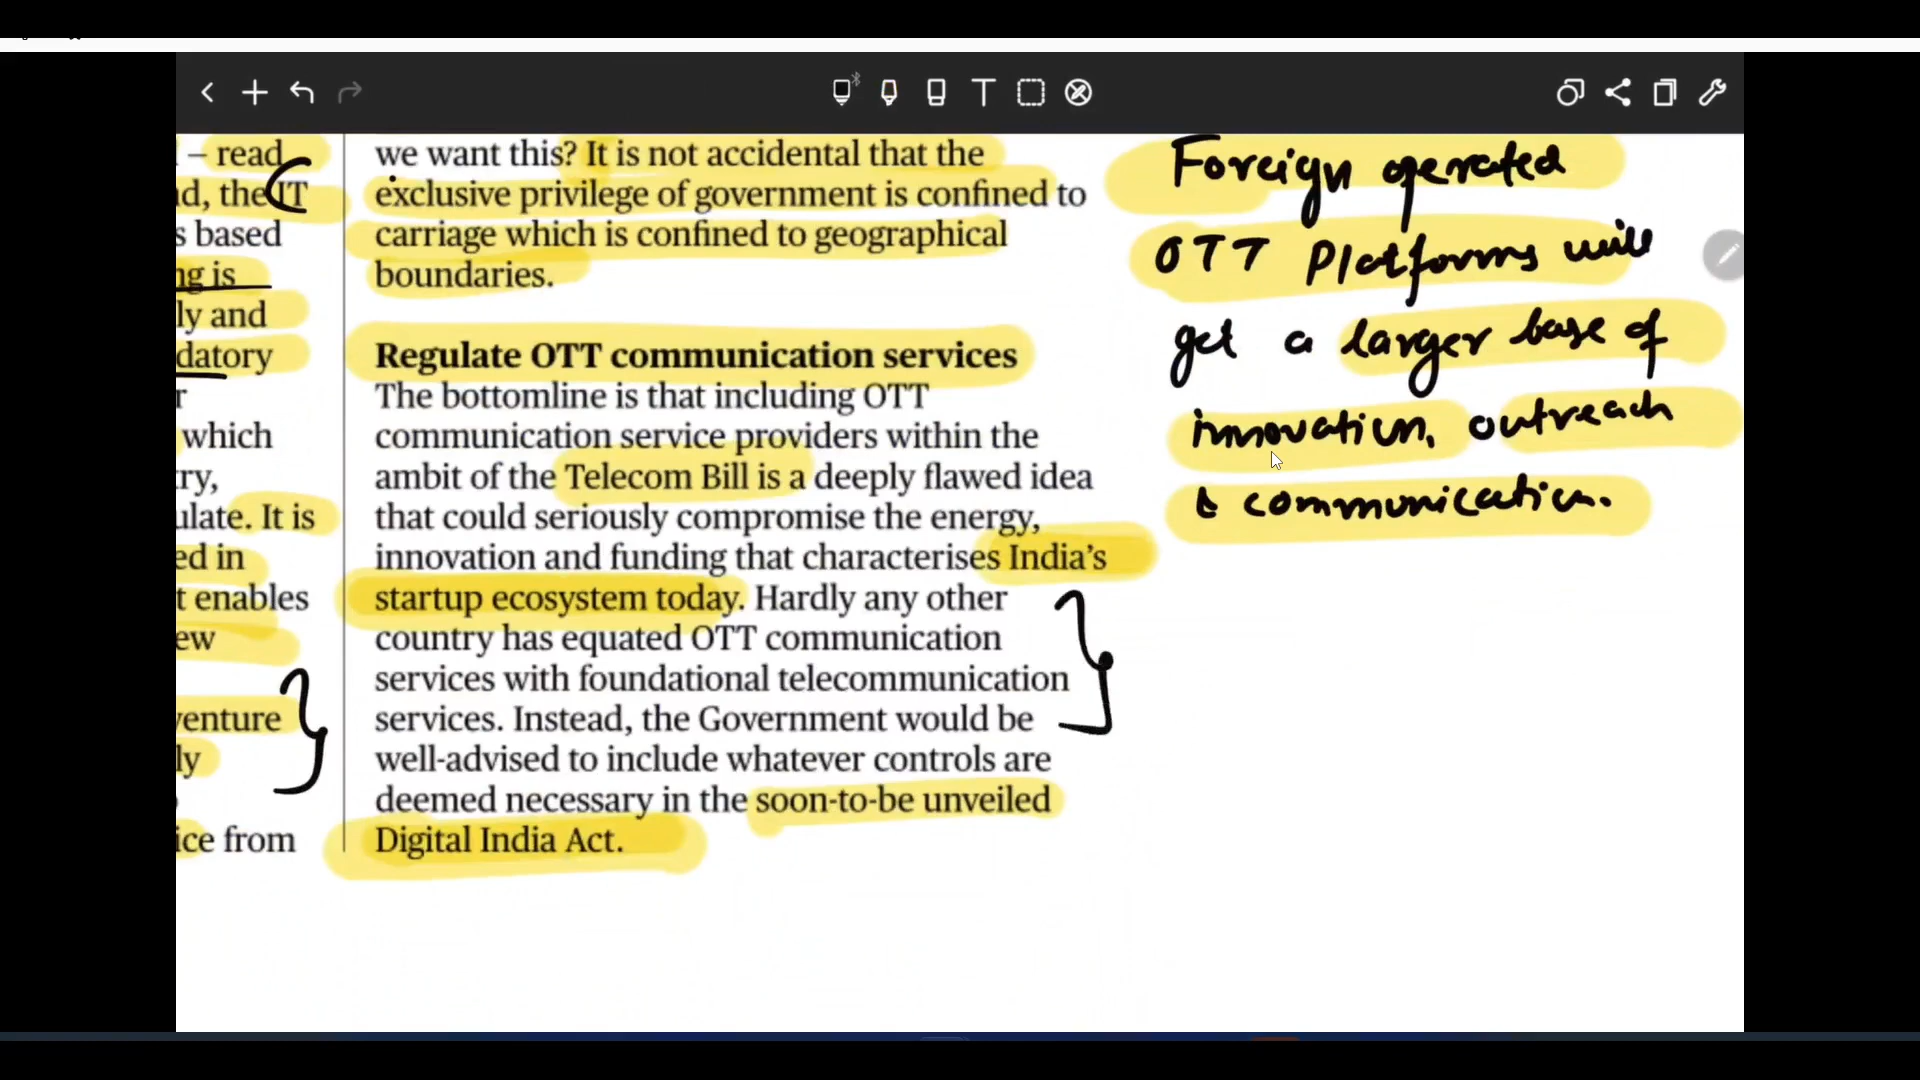 – read
d, the IT
s based
ng is
ly and
datory
r
which
ry,
ulate. It is
ed in
t enables
ew
venture
ly
ice from
we want this? It is not accidental that the
exclusive privilege of government is confined to
carriage which is confined to geographical
boundaries.
Regulate OTT communication services
The bottomline is that including OTT
communication service providers within the
ambit of the Telecom Bill is a deeply flawed idea
that could seriously compromise the energy,
innovation and funding that characterises India’s
startup ecosystem today. Hardly any other
country has equated OTT communication
services with foundational telecommunication
services. Instead, the Government would be
well-advised to include whatever controls are
deemed necessary in the soon-to-be unveiled
Digital India Act.
Foreign operated
OTT Platforms will
get a larger base of
innovation, outreach
& communication.